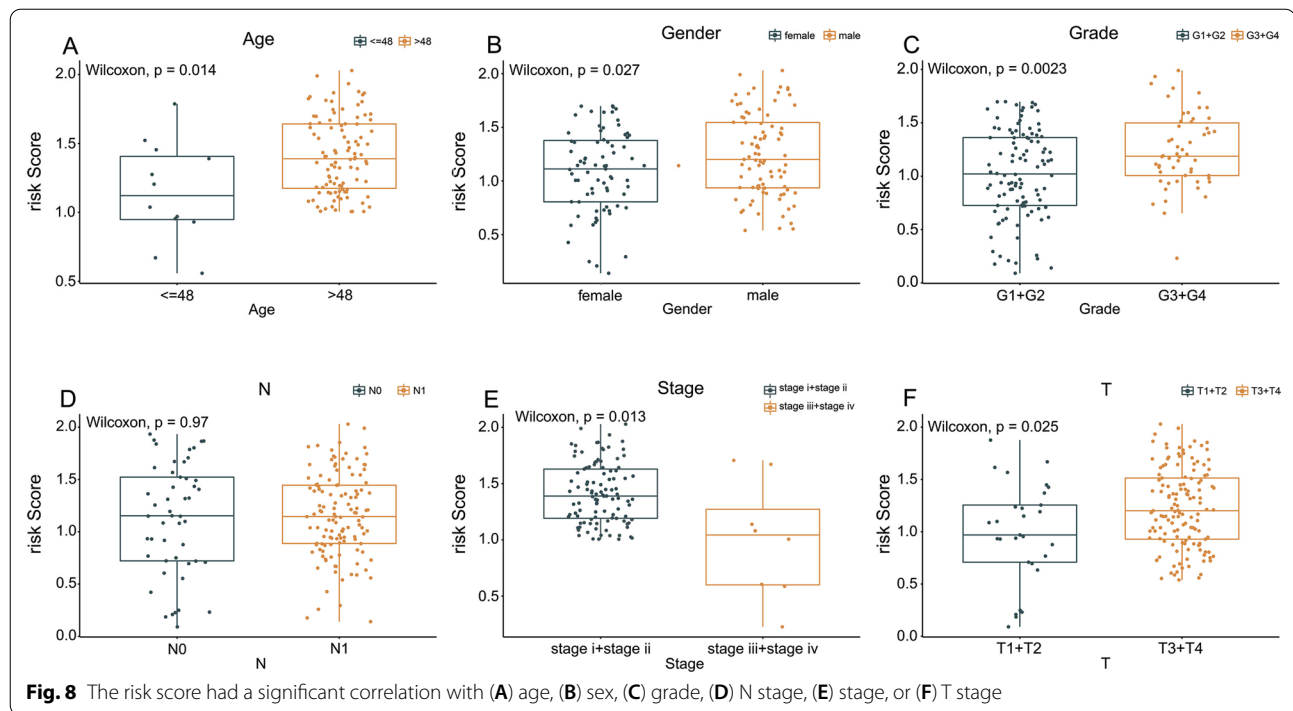 A Age <=48 >48
Wilcoxon, p = 0.014
risk Score
2.0
1.5
1.0
0.5
<=48 >48
Age
B Gender female male
Wilcoxon, p = 0.027
risk Score
2.0
1.5
1.0
0.5
female male
Gender
C Grade G1+G2 G3+G4
Wilcoxon, p = 0.0023
risk Score
2.0
1.5
1.0
0.5
0.0
G1+G2 G3+G4
Grade
D N N0 N1
Wilcoxon, p = 0.97
risk Score
2.0
1.5
1.0
0.5
0.0
N0 N1
N
E Stage stage i+stage ii
stage iii+stage iv
Wilcoxon, p = 0.013
risk Score
2.0
1.5
1.0
0.5
stage i+stage ii stage iii+stage iv
Stage
F T T1+T2 T3+T4
Wilcoxon, p = 0.025
risk Score
2.0
1.5
1.0
0.5
0.0
T1+T2 T3+T4
T
Fig. 8 The risk score had a significant correlation with (A) age, (B) sex, (C) grade, (D) N stage, (E) stage, or (F) T stage